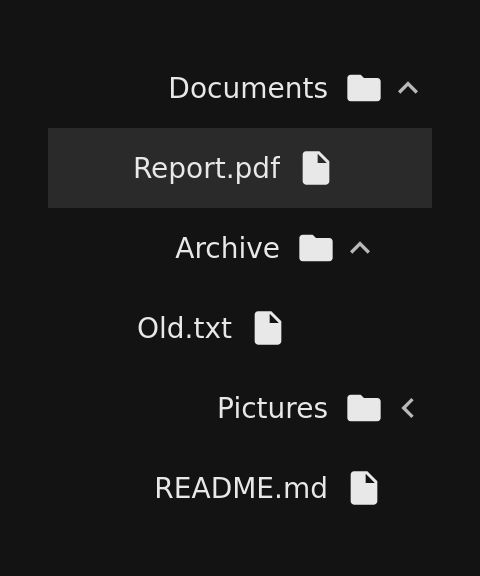 Documents
Report.pdf
Archive
Old.txt
Pictures
README.md